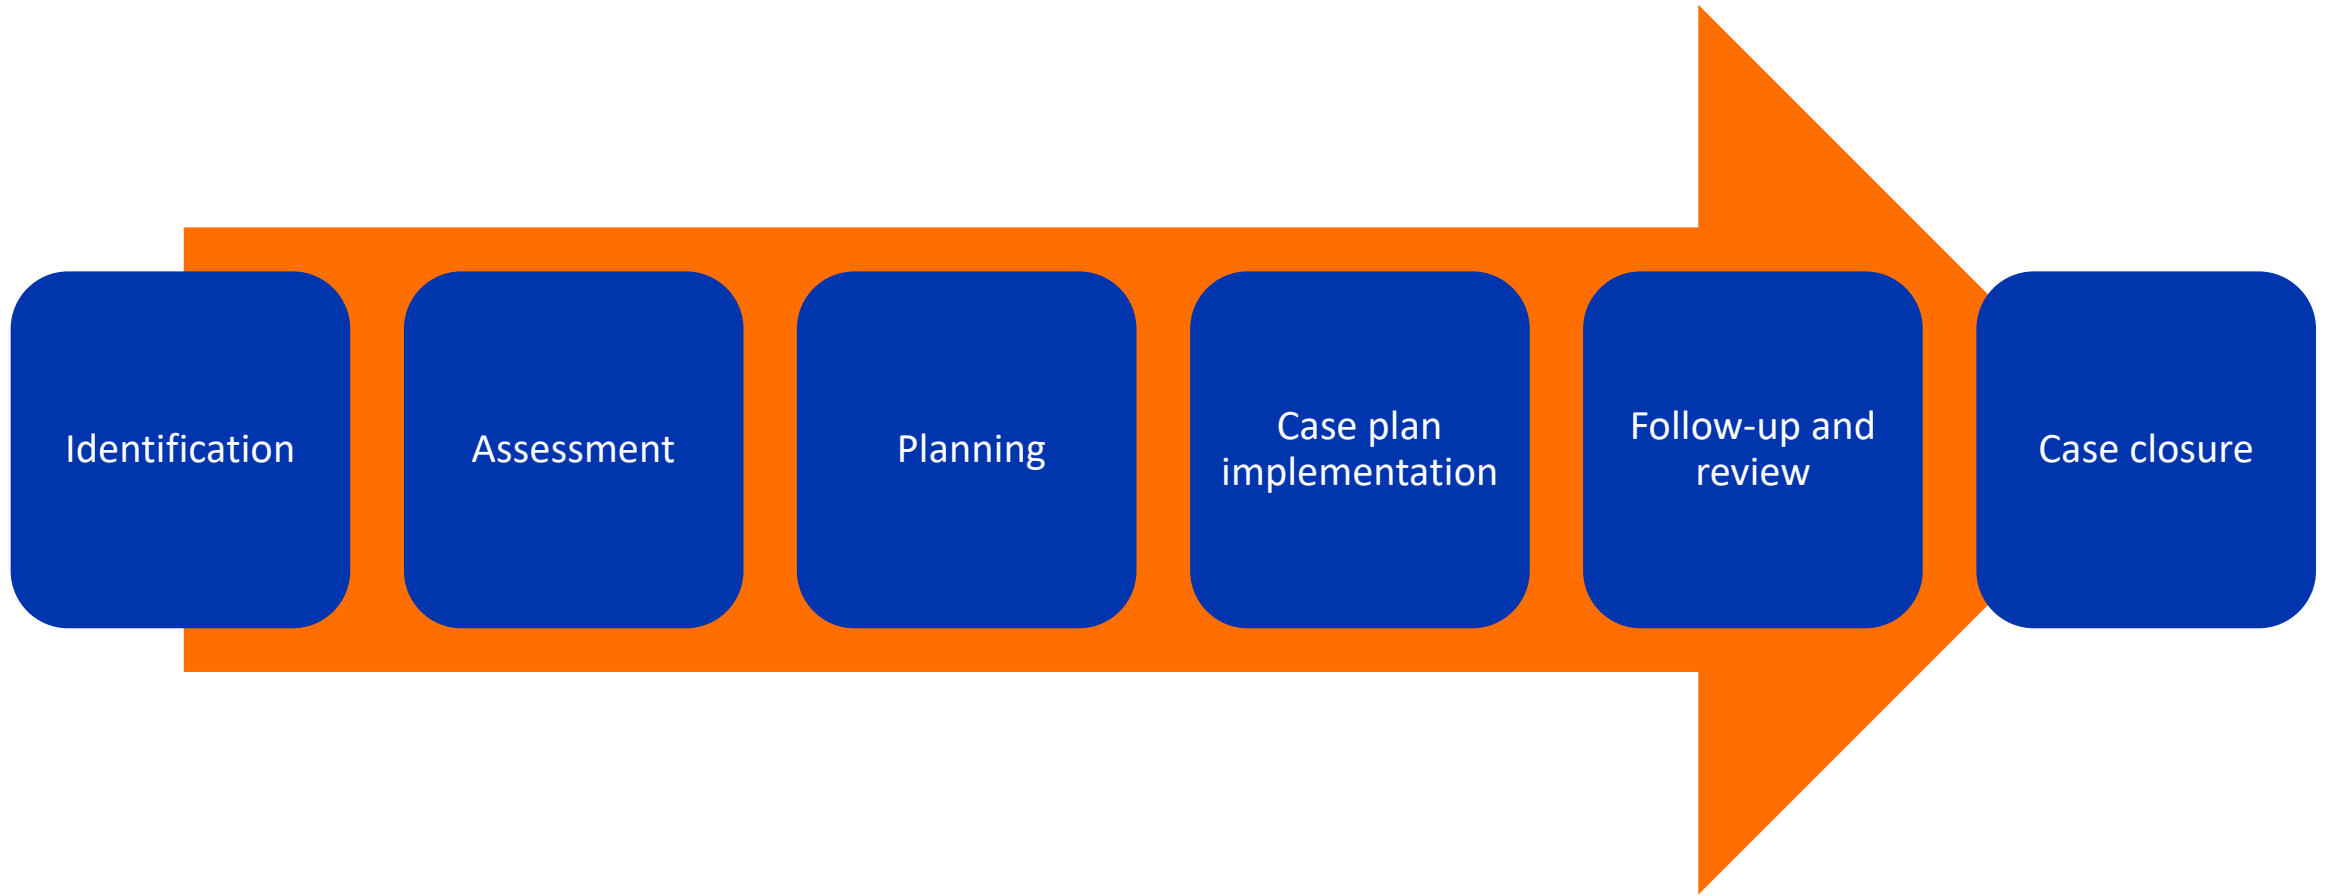 Identification
Assessment
Planning
Case plan
implementation
Follow-up and
review
Case closure